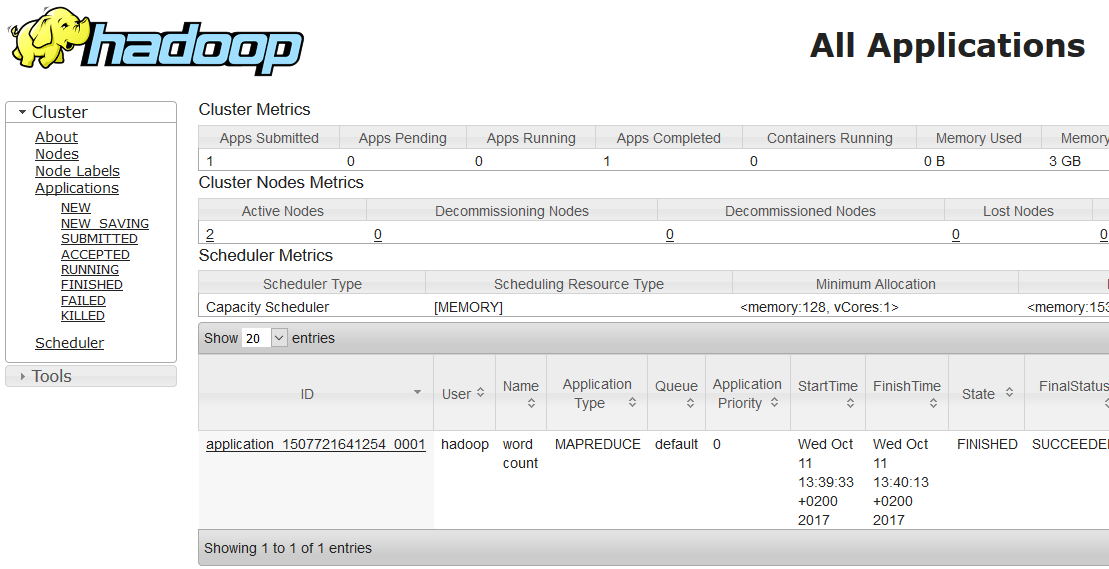 hadoop
All Applications
Cluster
About
Nodes
Node Labels
Applications
NEW
NEW_SAVING
SUBMITTED
ACCEPTED
RUNNING
FINISHED
FAILED
KILLED
Scheduler
Tools
Cluster Metrics
Apps Submitted Apps Pending Apps Running Apps Completed Containers Running Memory Used Memory
1 0 0 1 0 0 B 3 GB
Cluster Nodes Metrics
Active Nodes Decommissioning Nodes Decommissioned Nodes Lost Nodes
2 0 0 0 0
Scheduler Metrics
Scheduler Type Scheduling Resource Type Minimum Allocation
Capacity Scheduler [MEMORY] <memory:128, vCores:1> <memory:153
Show 20 entries
ID User Name Application Type Queue Application Priority StartTime FinishTime State FinalStatus
application_1507721641254_0001 hadoop word count MAPREDUCE default 0 Wed Oct 11 13:39:33 +0200 2017 Wed Oct 11 13:40:13 +0200 2017 FINISHED SUCCEEDE
Showing 1 to 1 of 1 entries